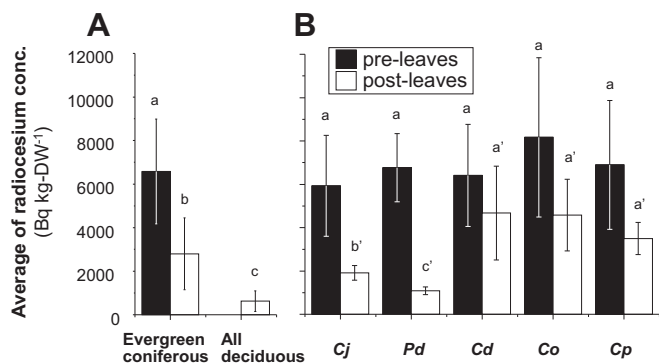 A
B
Average of radiocesium conc.
(Bq kg-DW-1)
12000
10000
8000
6000
4000
2000
0
a
b
c
Evergreen
coniferous
All
deciduous
pre-leaves
post-leaves
a
a
a
a
a
b'
c'
a'
a'
a'
Cj
Pd
Cd
Co
Cp